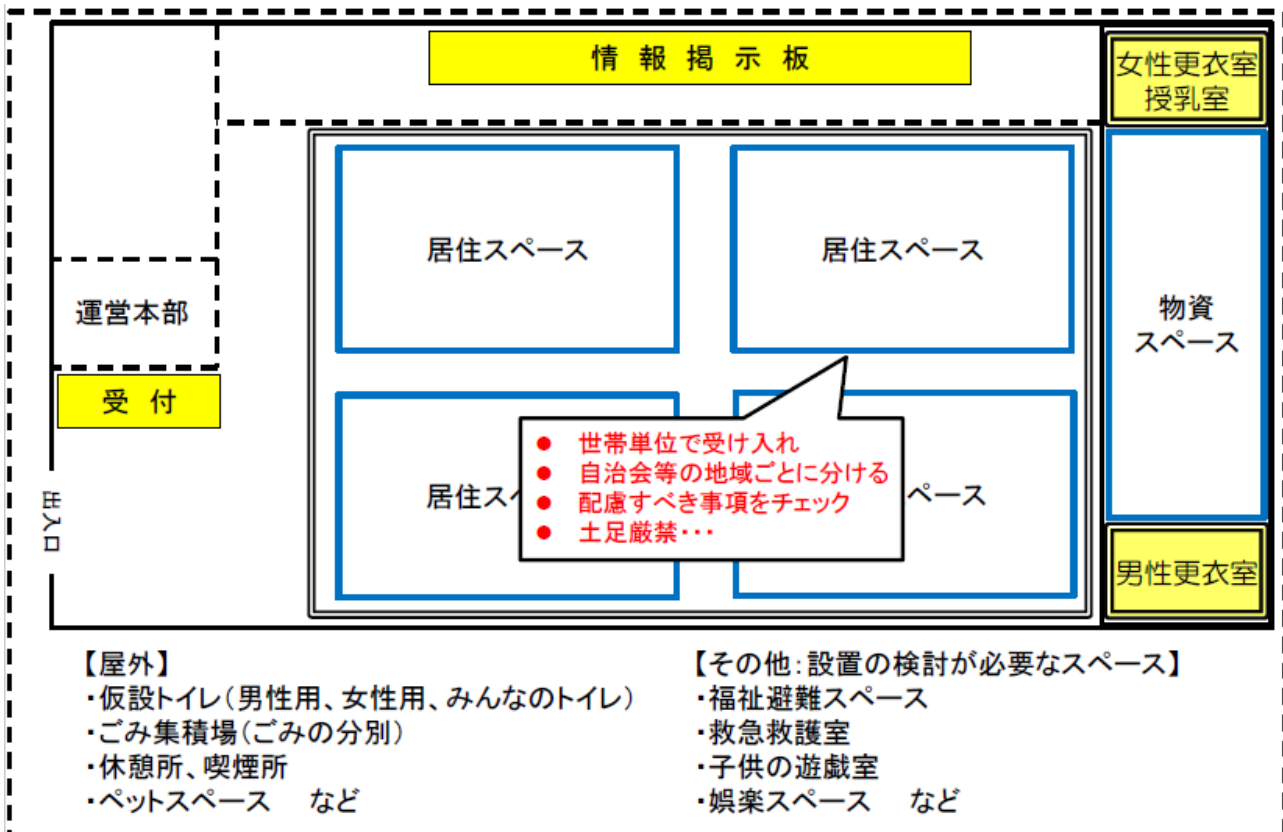 情報掲示板
女性更衣室
授乳室
居住スペース
居住スペース
運営本部
物資
スペース
受付
● 世帯単位で受け入れ
● 自治会等の地域ごとに分ける
● 配慮すべき事項をチェック
● 土足厳禁・・・
居住ス
ペース
出入口
男性更衣室
【屋外】
・仮設トイレ(男性用、女性用、みんなのトイレ)
・ごみ集積場(ごみの分別)
・休憩所、喫煙所
・ペットスペース など
【その他:設置の検討が必要なスペース】
・福祉避難スペース
・救急救護室
・子供の遊戯室
・娯楽スペース など